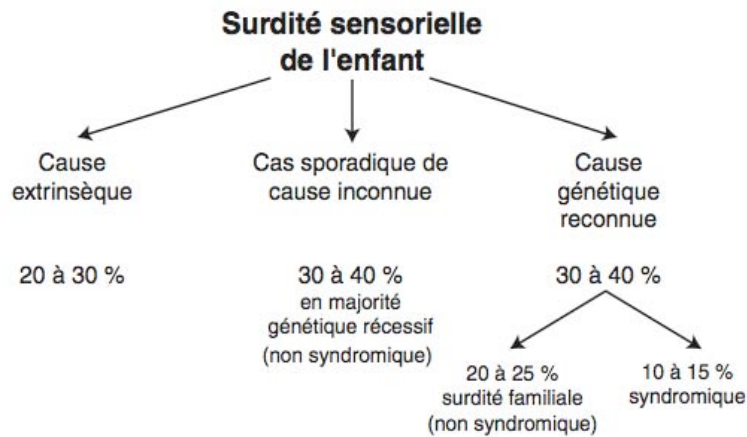 Surdité sensorielle
de l'enfant
Cause
extrinsèque
20 à 30 %
Cas sporadique de
cause inconnue
30 à 40 %
en majorité
génétique récessif
(non syndromique)
Cause
génétique
reconnue
30 à 40 %
20 à 25 %
surdité familiale
(non syndromique)
10 à 15 %
syndromique